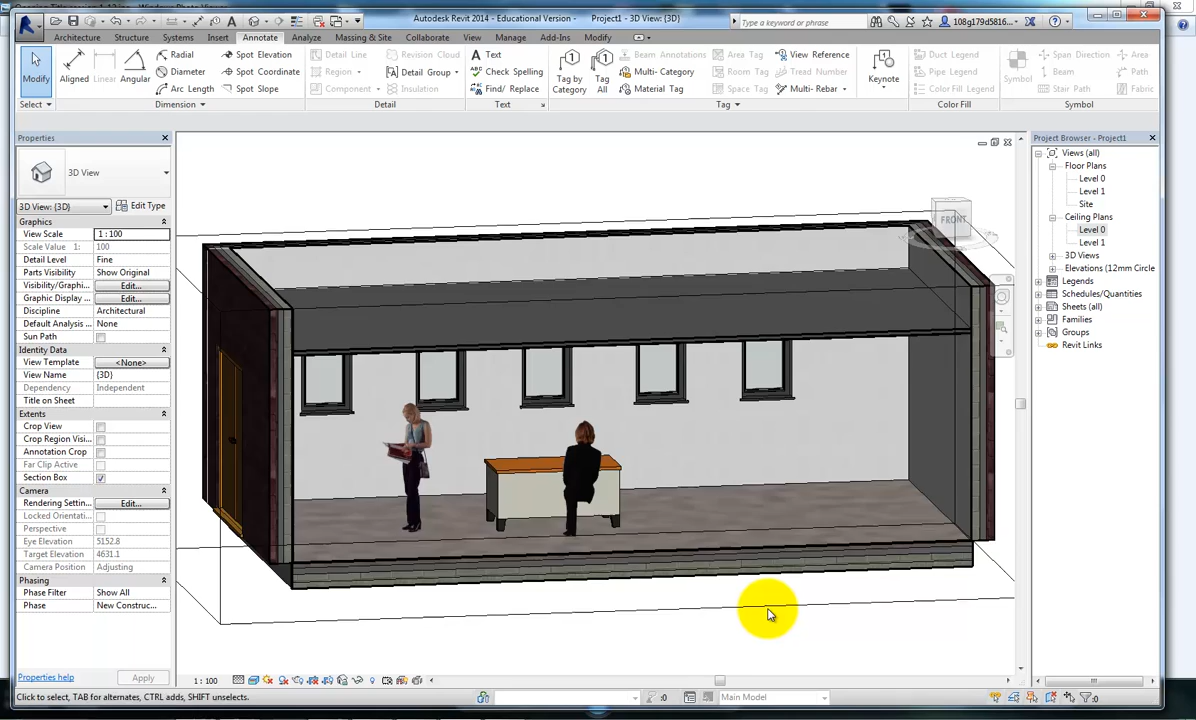 Autodesk Revit 2014 - Educational Version - Project1 - 3D View: {3D}
Type a keyword or phrase
108g179d5816...
Architecture Structure Systems Insert Annotate Analyze Massing & Site Collaborate View Manage Add-Ins Modify
Modify
Select
Aligned
Linear
Angular
Radial
Diameter
Arc Length
Spot Elevation
Spot Coordinate
Spot Slope
Dimension
Detail Line
Region
Component
Revision Cloud
Detail Group
Insulation
Detail
Text
Check Spelling
Find/ Replace
Text
Tag by
Category
Tag
All
Beam Annotations
Multi- Category
Material Tag
Area Tag
Room Tag
Space Tag
View Reference
Tread Number
Multi- Rebar
Tag
Keynote
Duct Legend
Pipe Legend
Color Fill Legend
Color Fill
Symbol
Span Direction
Beam
Stair Path
Area
Path
Fabric
Symbol
Properties
3D View
3D View: {3D} Edit Type
Graphics
View Scale 1 : 100
Scale Value 1: 100
Detail Level Fine
Parts Visibility Show Original
Visibility/Graphi... Edit...
Graphic Display ... Edit...
Discipline Architectural
Default Analysis ... None
Sun Path
Identity Data
View Template <None>
View Name {3D}
Dependency Independent
Title on Sheet
Extents
Crop View
Crop Region Visi...
Annotation Crop
Far Clip Active
Section Box
Camera
Rendering Settin... Edit...
Locked Orientati...
Perspective
Eye Elevation 5152.8
Target Elevation 4631.1
Camera Position Adjusting
Phasing
Phase Filter Show All
Phase New Construc...
Properties help
Apply
FRONT
Project Browser - Project1
Views (all)
Floor Plans
Level 0
Level 1
Site
Ceiling Plans
Level 0
Level 1
3D Views
Elevations (12mm Circle
Legends
Schedules/Quantities
Sheets (all)
Families
Groups
Revit Links
1 : 100
Click to select, TAB for alternates, CTRL adds, SHIFT unselects.
:0
Main Model
:0